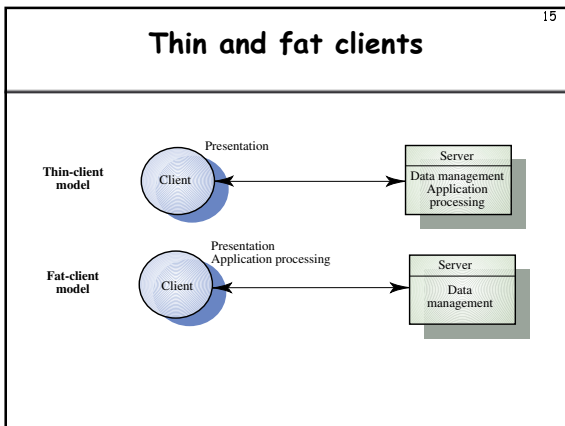 15
Thin and fat clients
Thin-client
model
Presentation
Client
Server
Data management
Application
processing
Fat-client
model
Presentation
Application processing
Client
Server
Data
management